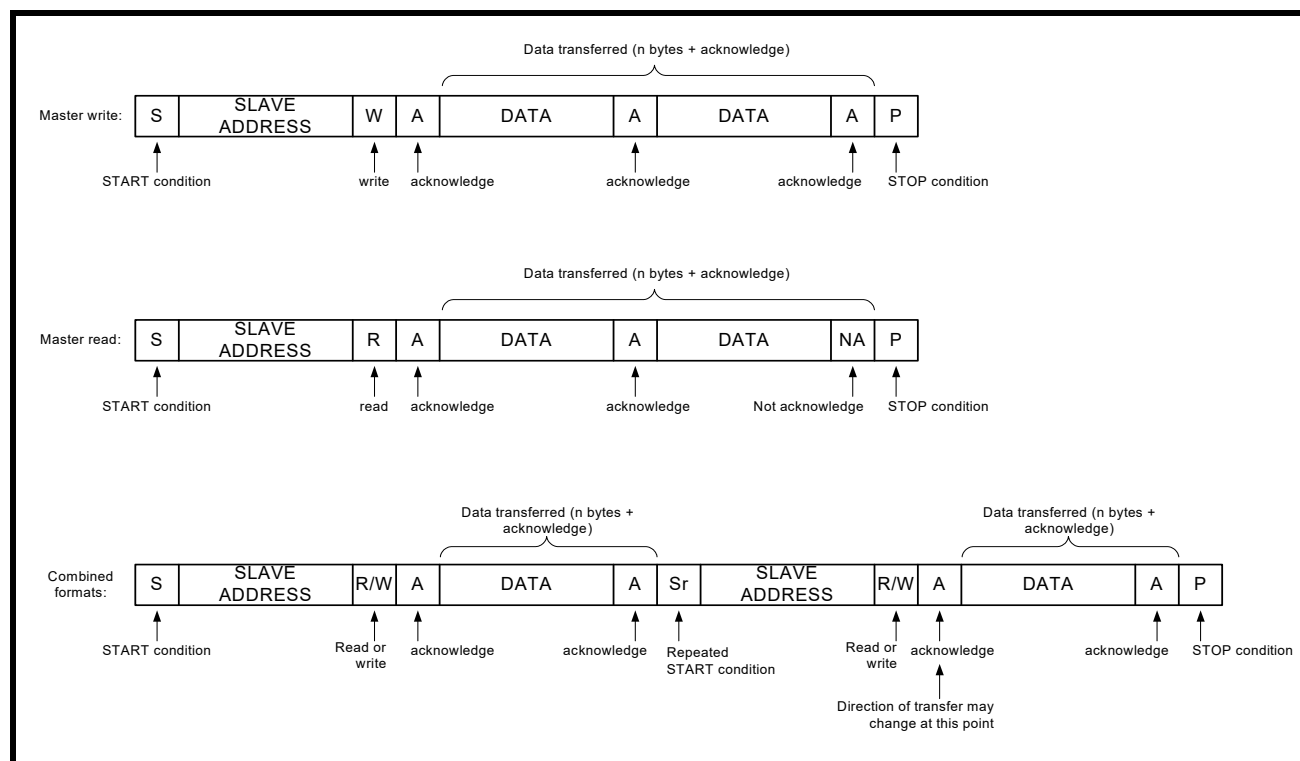 Data transferred (n bytes + acknowledge)
Master write:
S
SLAVE
ADDRESS
W
A
DATA
A
DATA
A
P
START condition
write
acknowledge
acknowledge
acknowledge
STOP condition
Data transferred (n bytes + acknowledge)
Master read:
S
SLAVE
ADDRESS
R
A
DATA
A
DATA
NA
P
START condition
read
acknowledge
acknowledge
Not acknowledge
STOP condition
Data transferred (n bytes +
acknowledge)
Data transferred (n bytes +
acknowledge)
Combined
formats:
S
SLAVE
ADDRESS
R/W
A
DATA
A
Sr
SLAVE
ADDRESS
R/W
A
DATA
A
P
START condition
Read or
write
acknowledge
acknowledge
Repeated
START condition
Read or
write
acknowledge
acknowledge
STOP condition
Direction of transfer may
change at this point